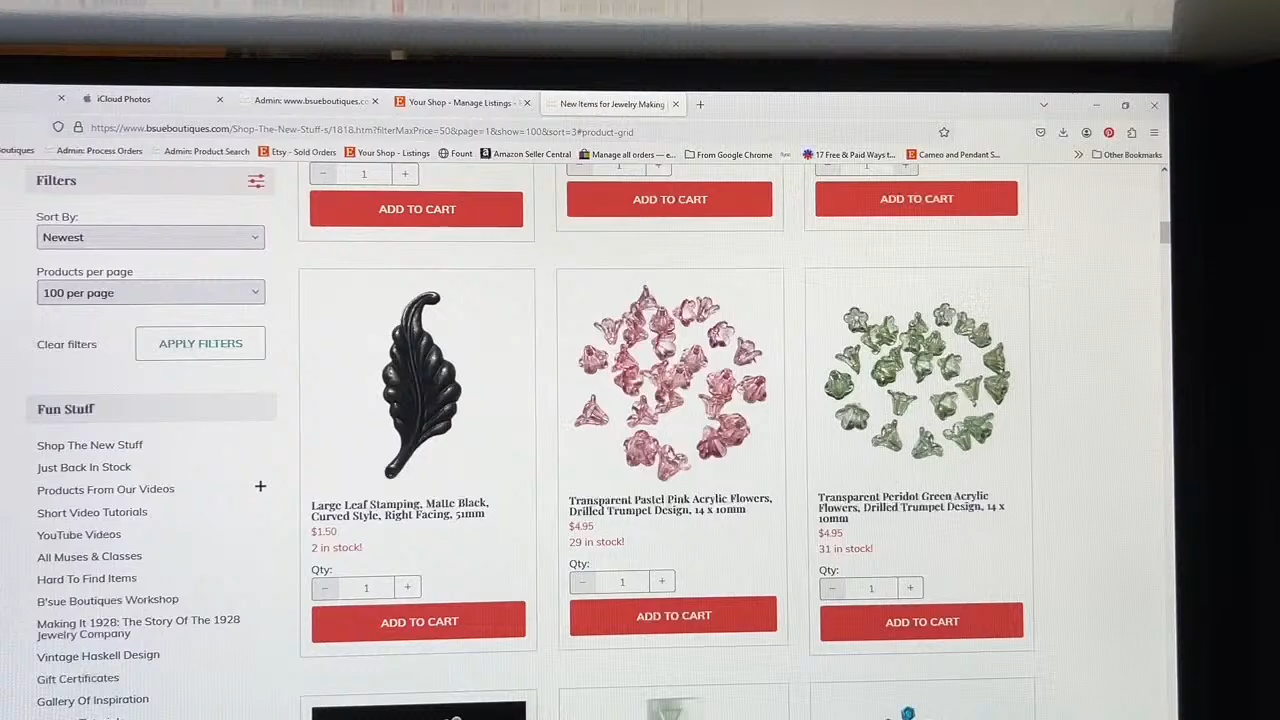 iCloud Photos
Admin: www.bsueboutiques.co
Your Shop - Manage Listings -
New Items for Jewelry Making
https://www.bsueboutiques.com/Shop-The-New-Stuff-s/1818.htm?filterMaxPrice=50&page=1&show=100&sort=3#product-grid
outiques
Admin: Process Orders
Admin: Product Search
Etsy - Sold Orders
Your Shop - Listings
Fount
Amazon Seller Central
Manage all orders — e...
From Google Chrome
17 Free & Paid Ways t...
Cameo and Pendant S...
Other Bookmarks
Filters
Sort By:
Newest
Products per page
100 per page
Clear filters
APPLY FILTERS
Fun Stuff
Shop The New Stuff
Just Back In Stock
Products From Our Videos
Short Video Tutorials
YouTube Videos
All Muses & Classes
Hard To Find Items
B'sue Boutiques Workshop
Making It 1928: The Story Of The 1928
Jewelry Company
Vintage Haskell Design
Gift Certificates
Gallery Of Inspiration
1
ADD TO CART
1
ADD TO CART
1
ADD TO CART
Large Leaf Stamping, Matte Black,
Curved Style, Right Facing, 51mm
$1.50
2 in stock!
Qty:
1
ADD TO CART
Transparent Pastel Pink Acrylic Flowers,
Drilled Trumpet Design, 14 x 10mm
$4.95
29 in stock!
Qty:
1
ADD TO CART
Transparent Peridot Green Acrylic
Flowers, Drilled Trumpet Design, 14 x
10mm
$4.95
31 in stock!
Qty:
1
ADD TO CART